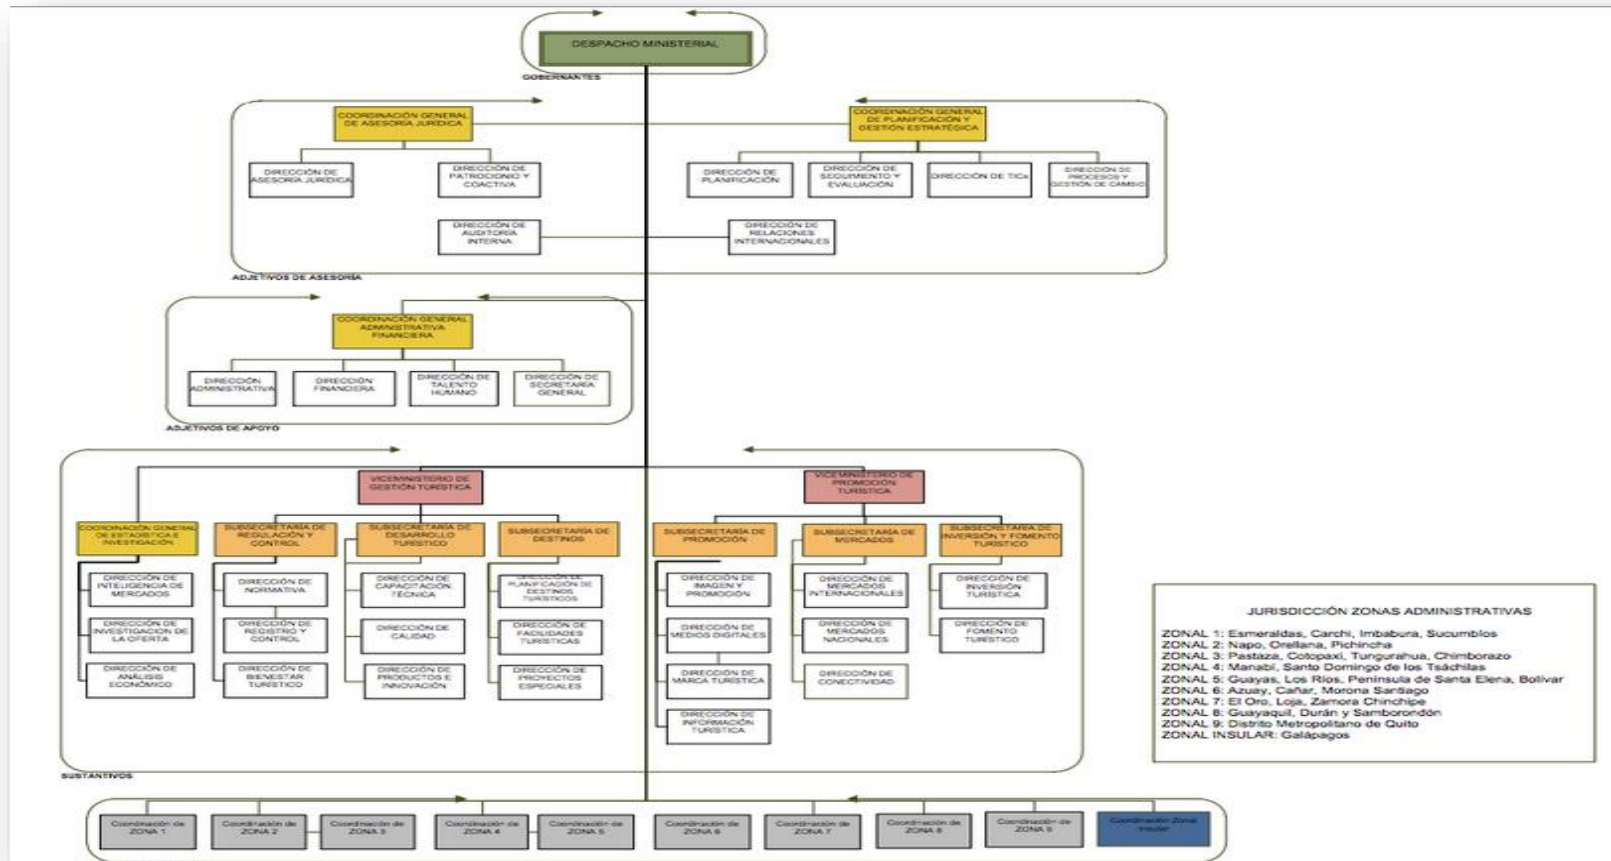 DESPACHO MINISTERIAL
GOBERNANTES
COORDINACIÓN GENERAL
DE ASESORÍA JURÍDICA
COORDINACIÓN GENERAL
DE PLANIFICACIÓN Y
GESTIÓN ESTRATÉGICA
DIRECCIÓN DE
ASESORÍA JURÍDICA
DIRECCIÓN DE
PATROCINIO Y
COACTIVA
DIRECCIÓN DE
PLANIFICACIÓN
DIRECCIÓN DE
SEGUIMIENTO Y
EVALUACIÓN
DIRECCIÓN DE TICs
DIRECCIÓN DE
PROCESOS Y
GESTIÓN DE CAMBIO
DIRECCIÓN DE
AUDITORÍA
INTERNA
DIRECCIÓN DE
RELACIONES
INTERNACIONALES
ADJETIVOS DE ASESORÍA
COORDINACIÓN GENERAL
ADMINISTRATIVA
FINANCIERA
DIRECCIÓN
ADMINISTRATIVA
DIRECCIÓN
FINANCIERA
DIRECCIÓN DE
TALENTO
HUMANO
DIRECCIÓN DE
SECRETARÍA
GENERAL
ADJETIVOS DE APOYO
VICEMINISTERIO DE
GESTIÓN TURÍSTICA
VICEMINISTERIO DE
PROMOCIÓN
TURÍSTICA
COORDINACIÓN GENERAL
DE ESTADÍSTICA E
INVESTIGACIÓN
SUBSECRETARÍA DE
REGULACIÓN Y
CONTROL
SUBSECRETARÍA DE
DESARROLLO
TURÍSTICO
SUBSECRETARÍA DE
DESTINOS
SUBSECRETARÍA DE
PROMOCIÓN
SUBSECRETARÍA DE
MERCADOS
SUBSECRETARÍA DE
INVERSIÓN Y FOMENTO
TURÍSTICO
DIRECCIÓN DE
INTELIGENCIA DE
MERCADOS
DIRECCIÓN DE
INVESTIGACION DE
LA OFERTA
DIRECCIÓN DE
ANÁLISIS
ECONÓMICO
DIRECCIÓN DE
NORMATIVA
DIRECCIÓN DE
REGISTRO Y
CONTROL
DIRECCIÓN DE
BIENESTAR
TURÍSTICO
DIRECCIÓN DE
CAPACITACIÓN
TÉCNICA
DIRECCIÓN DE
CALIDAD
DIRECCIÓN DE
PRODUCTOS E
INNOVACIÓN
DIRECCIÓN DE
PLANIFICACIÓN DE
DESTINOS
TURÍSTICOS
DIRECCIÓN DE
FACILIDADES
TURÍSTICAS
DIRECCIÓN DE
PROYECTOS
ESPECIALES
DIRECCIÓN DE
IMAGEN Y
PROMOCIÓN
DIRECCIÓN DE
MEDIOS DIGITALES
DIRECCIÓN DE
MARCA TURÍSTICA
DIRECCIÓN DE
INFORMACIÓN
TURÍSTICA
DIRECCIÓN DE
MERCADOS
INTERNACIONALES
DIRECCIÓN DE
MERCADOS
NACIONALES
DIRECCIÓN DE
CONECTIVIDAD
DIRECCIÓN DE
INVERSIÓN
TURÍSTICA
DIRECCIÓN DE
FOMENTO
TURÍSTICO
SUSTANTIVOS
JURISDICCIÓN ZONAS ADMINISTRATIVAS
ZONAL 1: Esmeraldas, Carchi, Imbabura, Sucumbíos
ZONAL 2: Napo, Orellana, Pichincha
ZONAL 3: Pastaza, Cotopaxi, Tungurahua, Chimborazo
ZONAL 4: Manabí, Santo Domingo de los Tsáchilas
ZONAL 5: Guayas, Los Ríos, Península de Santa Elena, Bolívar
ZONAL 6: Azuay, Cañar, Morona Santiago
ZONAL 7: El Oro, Loja, Zamora Chinchipe
ZONAL 8: Guayaquil, Durán y Samborondón
ZONAL 9: Distrito Metropolitano de Quito
ZONAL INSULAR: Galápagos
Coordinación de
ZONA 1
Coordinación de
ZONA 2
Coordinación de
ZONA 3
Coordinación de
ZONA 4
Coordinación de
ZONA 5
Coordinación de
ZONA 6
Coordinación de
ZONA 7
Coordinación de
ZONA 8
Coordinación de
ZONA 9
Coordinación Zonal
Insular